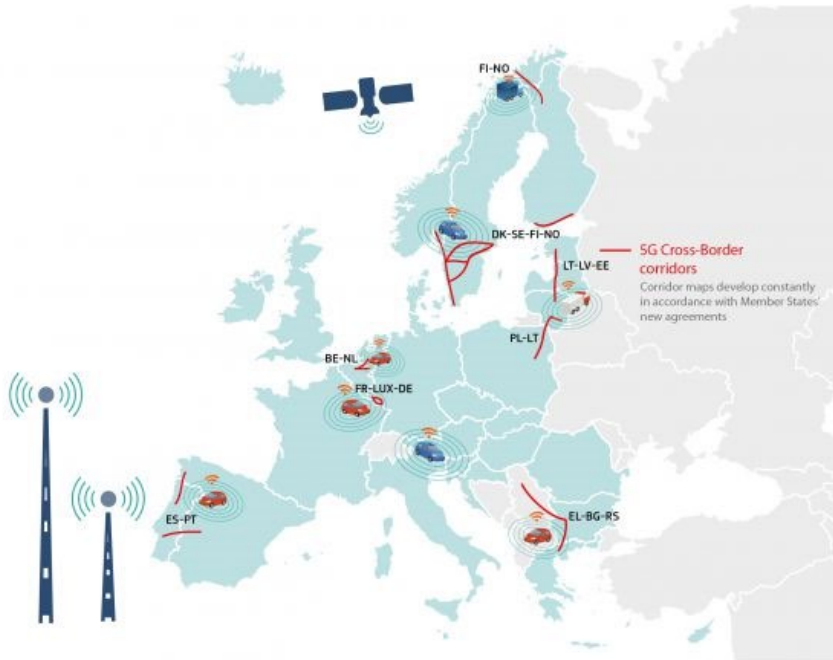 FI-NO
DK-SE-FI-NO
5G Cross-Border
corridors
LT-LV-EE
Corridor maps develop constantly
in accordance with Member States
new agreements
PL-LT
BE-NL
FR-LUX-DE
ES-PT
EL-BG-RS